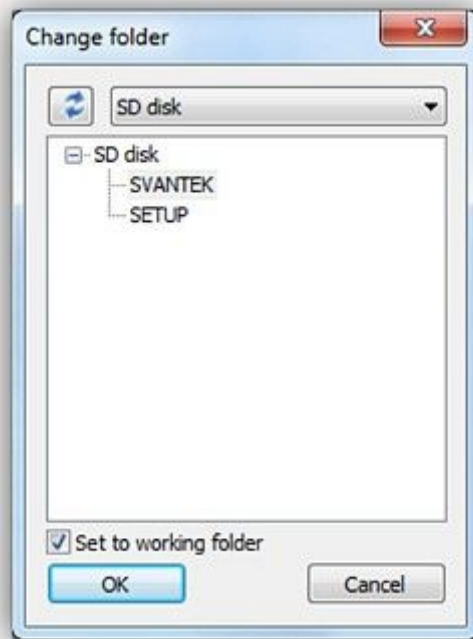 Change folder
SD disk
SD disk
SVANTEK
SETUP
Set to working folder
OK Cancel